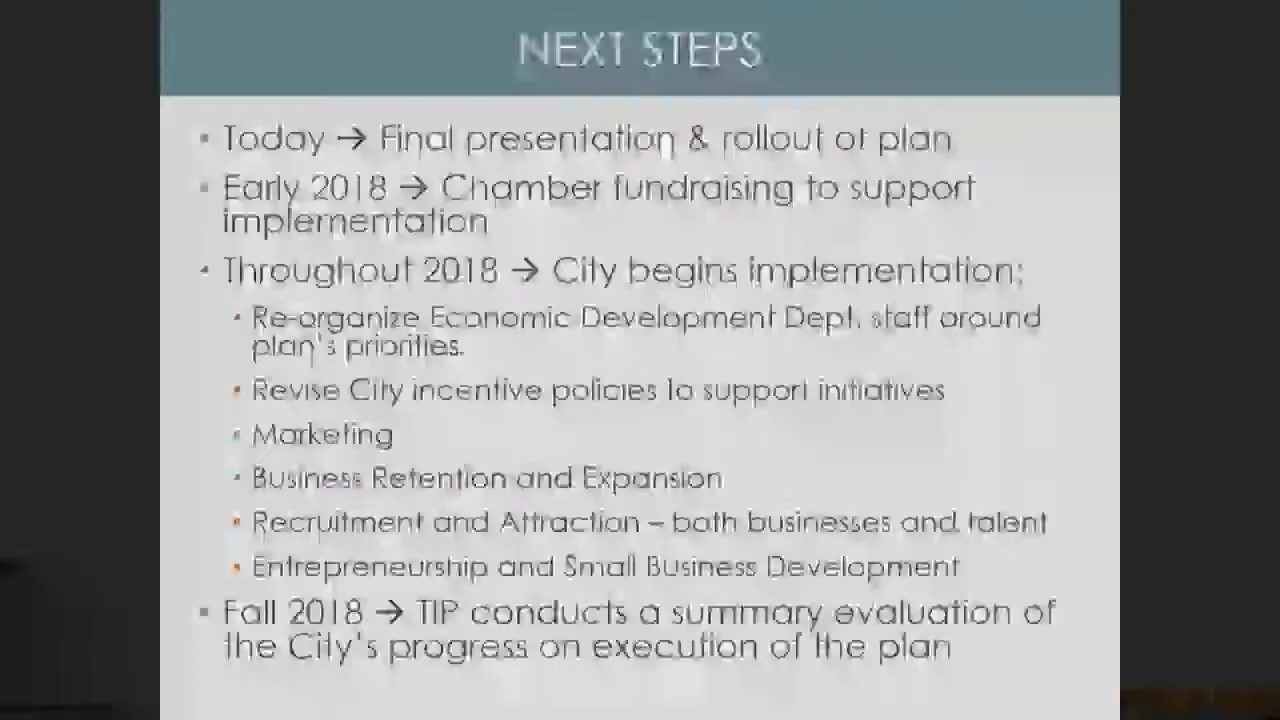 NEXT STEPS
Today → Final presentation & rollout of plan
Early 2018 → Chamber fundraising to support
implementation
Throughout 2018 → City begins implementation:
Re-organize Economic Development Dept. staff around
plan's priorities.
Revise City incentive policies to support initiatives
Marketing
Business Retention and Expansion
Recruitment and Attraction – both businesses and talent
Entrepreneurship and Small Business Development
Fall 2018 → TIP conducts a summary evaluation of
the City's progress on execution of the plan